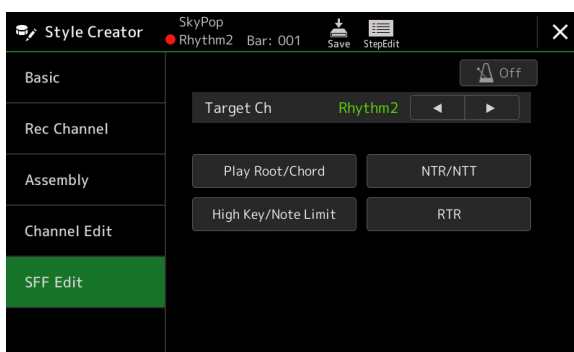 Style Creator
SkyPop
Rhythm2 Bar: 001
Save
StepEdit
Basic
Off
Target Ch Rhythm2
Rec Channel
Assembly
Play Root/Chord
NTR/NTT
Channel Edit
High Key/Note Limit
RTR
SFF Edit